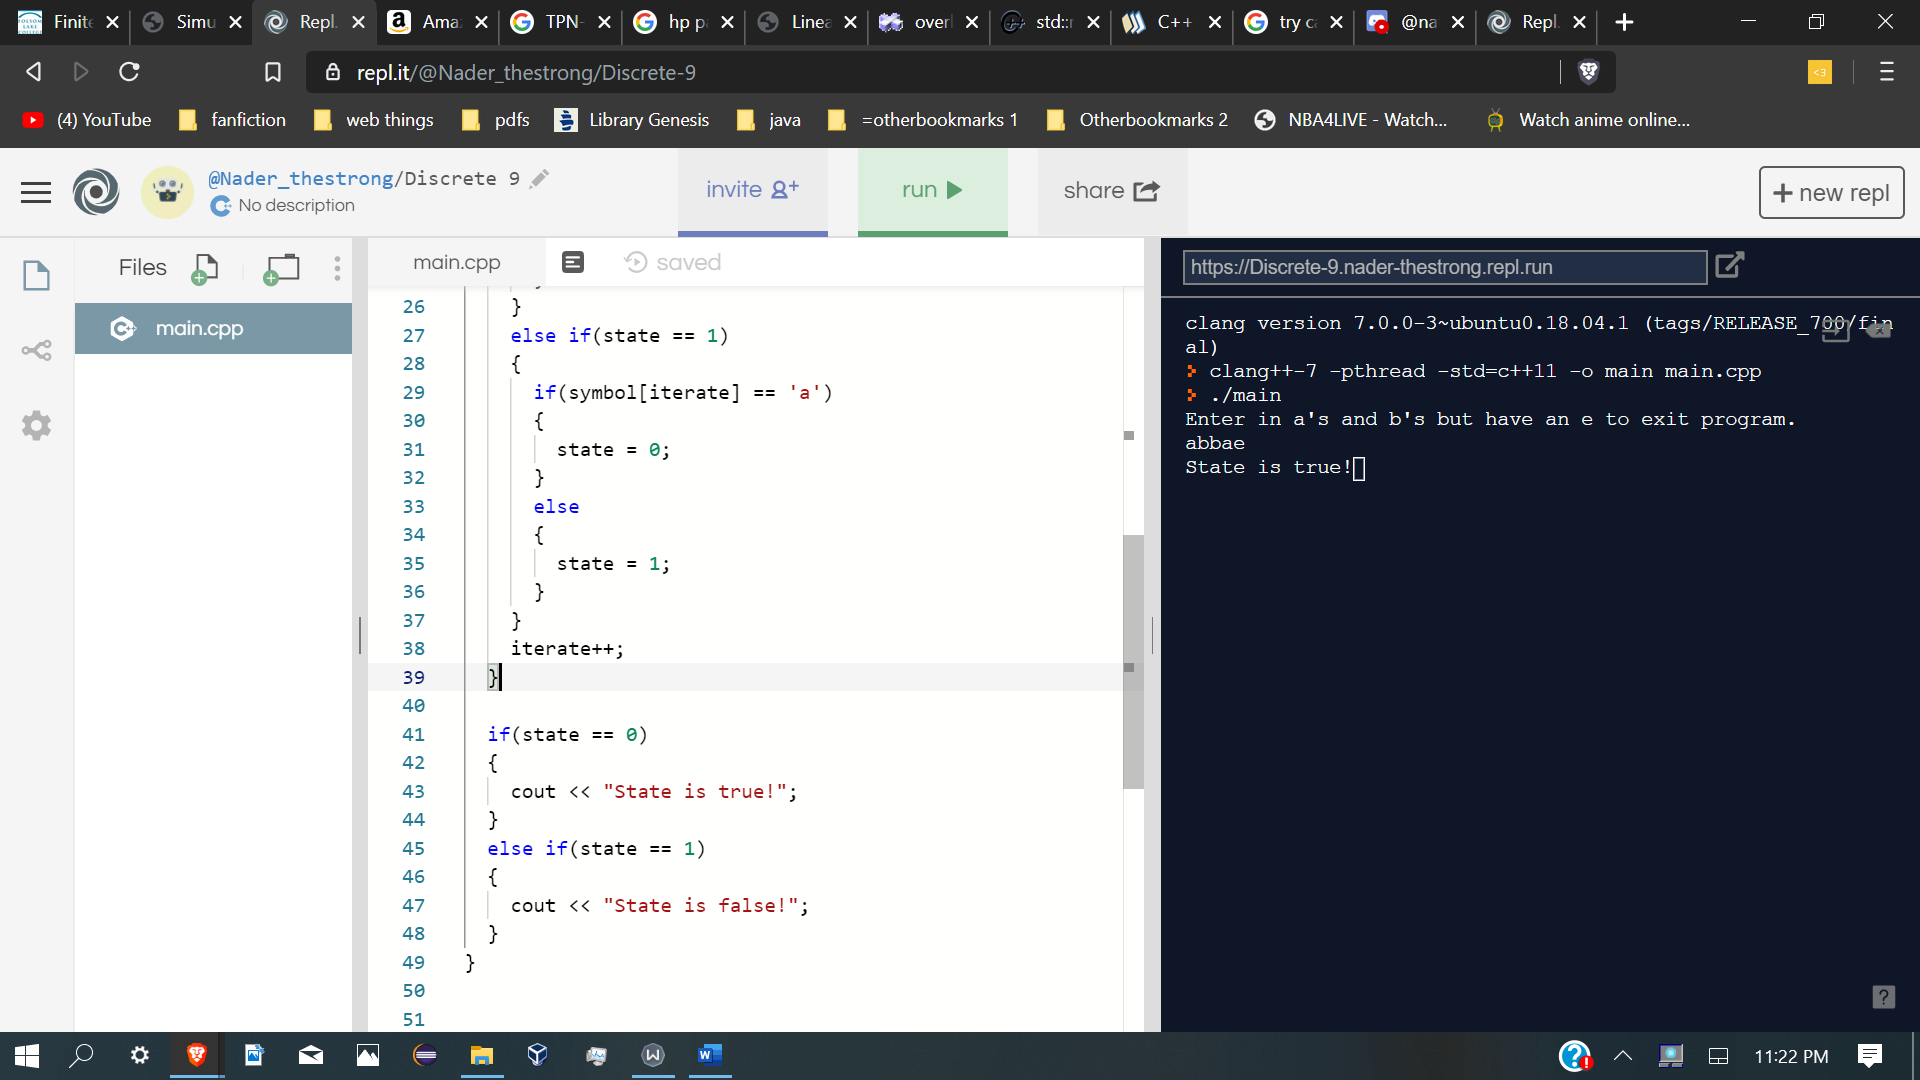 Finit Simu Repl. Ama TPN- hp p Linea overl std::r C++ try ca @na Repl.
repl.it/@Nader_thestrong/Discrete-9
<3
(4) YouTube fanfiction web things pdfs Library Genesis java =otherbookmarks 1 Otherbookmarks 2 NBA4LIVE - Watch... Watch anime online...
@Nader_thestrong/Discrete 9
No description
invite
run
share
+ new repl
Files
main.cpp
main.cpp
saved
26 }
27 else if(state == 1)
28 {
29 if(symbol[iterate] == 'a')
30 {
31 state = 0;
32 }
33 else
34 {
35 state = 1;
36 }
37 }
38 iterate++;
39 }
40
41 if(state == 0)
42 {
43 cout << "State is true!";
44 }
45 else if(state == 1)
46 {
47 cout << "State is false!";
48 }
49 }
50
51
https://Discrete-9.nader-thestrong.repl.run
clang version 7.0.0-3~ubuntu0.18.04.1 (tags/RELEASE_700/fin
al)
clang++-7 -pthread -std=c++11 -o main main.cpp
./main
Enter in a's and b's but have an e to exit program.
abbae
State is true!
?
11:22 PM